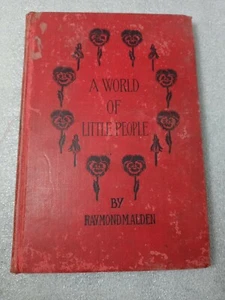 A WORLD
OF
LITTLE PEOPLE
BY
RAYMOND M. ALDEN